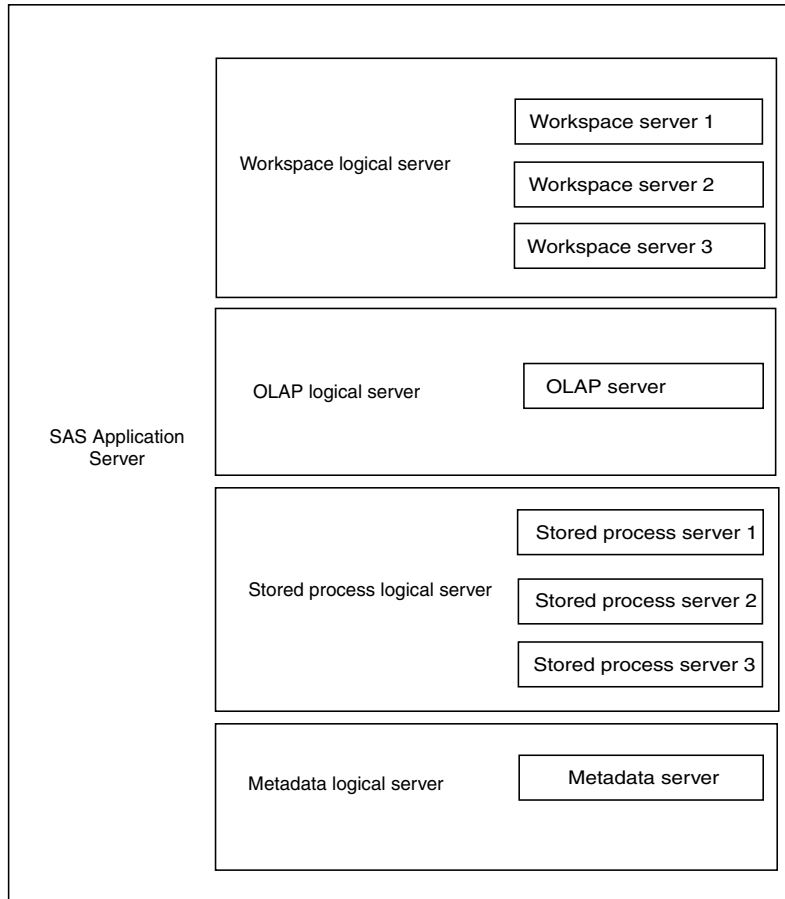 SAS Application
Server
Workspace logical server
Workspace server 1
Workspace server 2
Workspace server 3
OLAP logical server
OLAP server
Stored process logical server
Stored process server 1
Stored process server 2
Stored process server 3
Metadata logical server
Metadata server